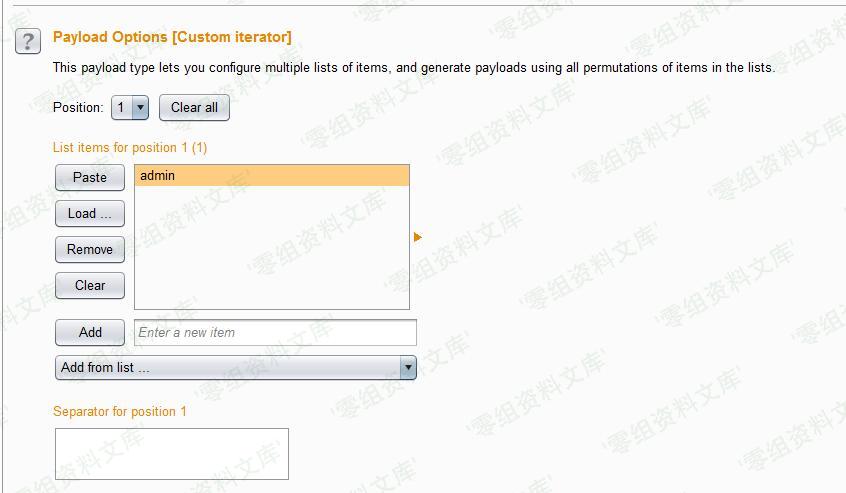 ?
Payload Options [Custom iterator]
This payload type lets you configure multiple lists of items, and generate payloads using all permutations of items in the lists.
Position: 1 Clear all
List items for position 1 (1)
Paste
admin
Load ...
Remove
Clear
Add Enter a new item
Add from list ...
Separator for position 1
'零组资料文库'